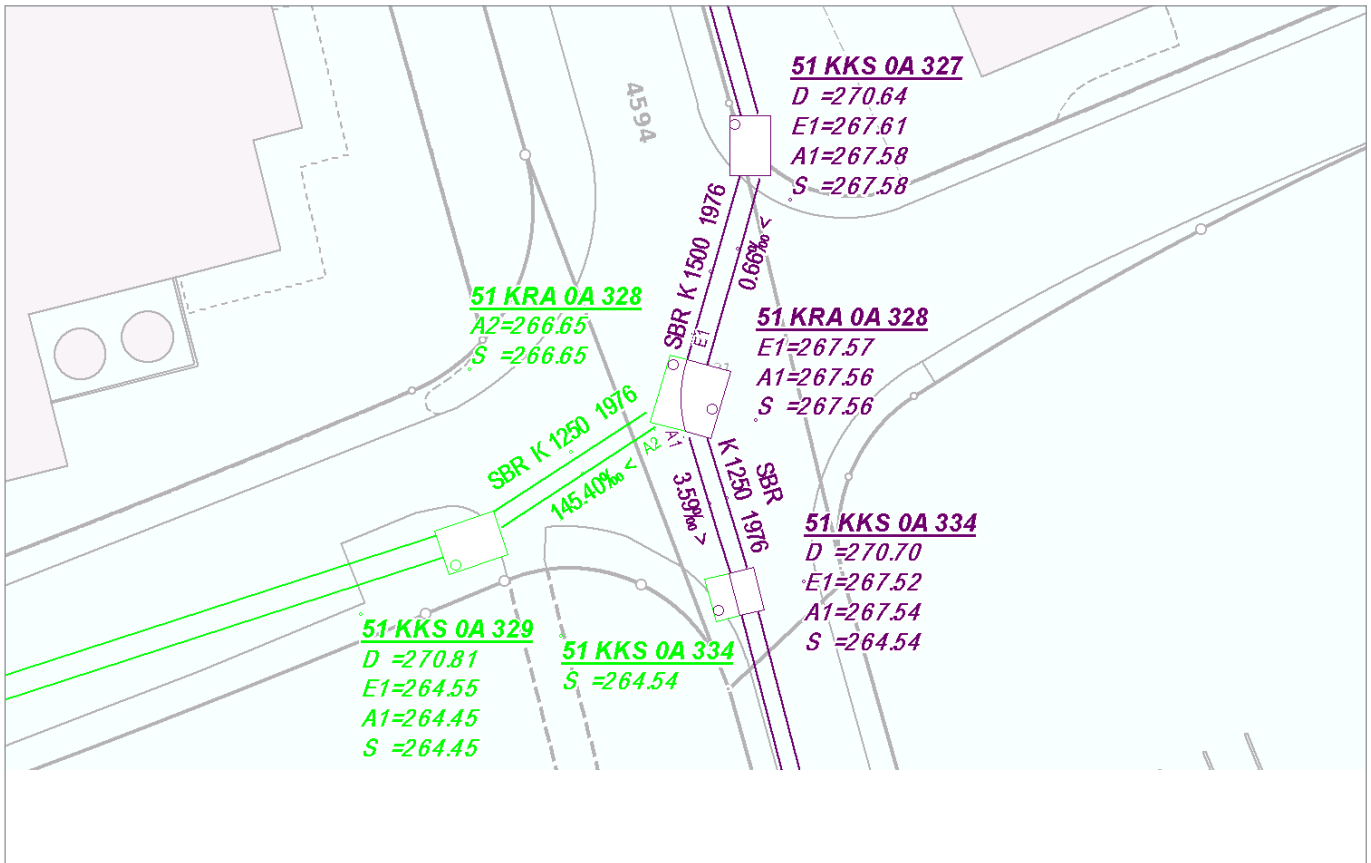 4594
51 KKS 0A 327
D =270.64
E1=267.61
A1=267.58
S =267.58
SBR K 1500 1976
0.66‰ <
E1
51 KRA 0A 328
A2=266.65
S =266.65
51 KRA 0A 328
E1=267.57
A1=267.56
S =267.56
SBR K 1250 1976
145.40‰ <
A2
A1
SBR
K 1250 1976
3.59‰ >
51 KKS 0A 334
D =270.70
E1=267.52
A1=267.54
S =264.54
51 KKS 0A 329
D =270.81
E1=264.55
A1=264.45
S =264.45
51 KKS 0A 334
S =264.54